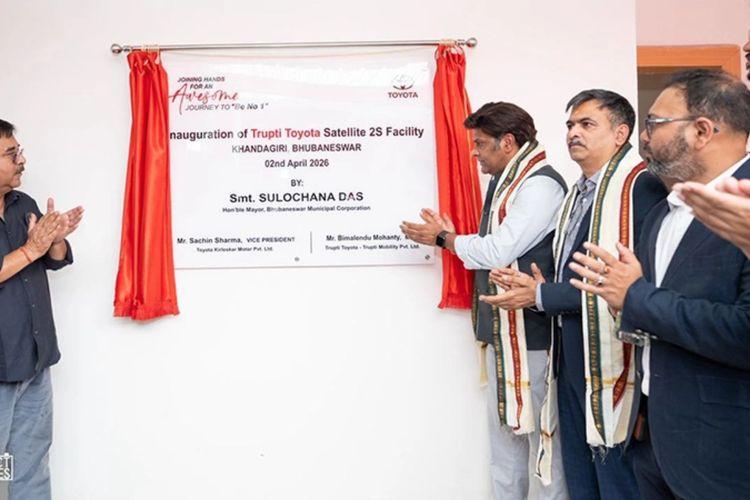 JOINING HANDS
FOR AN
Awesome
JOURNEY TO "Be No 1"
TOYOTA
nauguration of Trupti Toyota Satellite 2S Facility
KHANDAGIRI, BHUBANESWAR
02nd April 2026
BY:
Smt. SULOCHANA DAS
Hon'ble Mayor, Bhubaneswar Municipal Corporation
Mr. Sachin Sharma, VICE PRESIDENT
Toyota Kirloskar Motor Pvt. Ltd.
Mr. Bimalendu Mohanty,
Trupti Toyota - Trupti Mobility Pvt. Ltd.